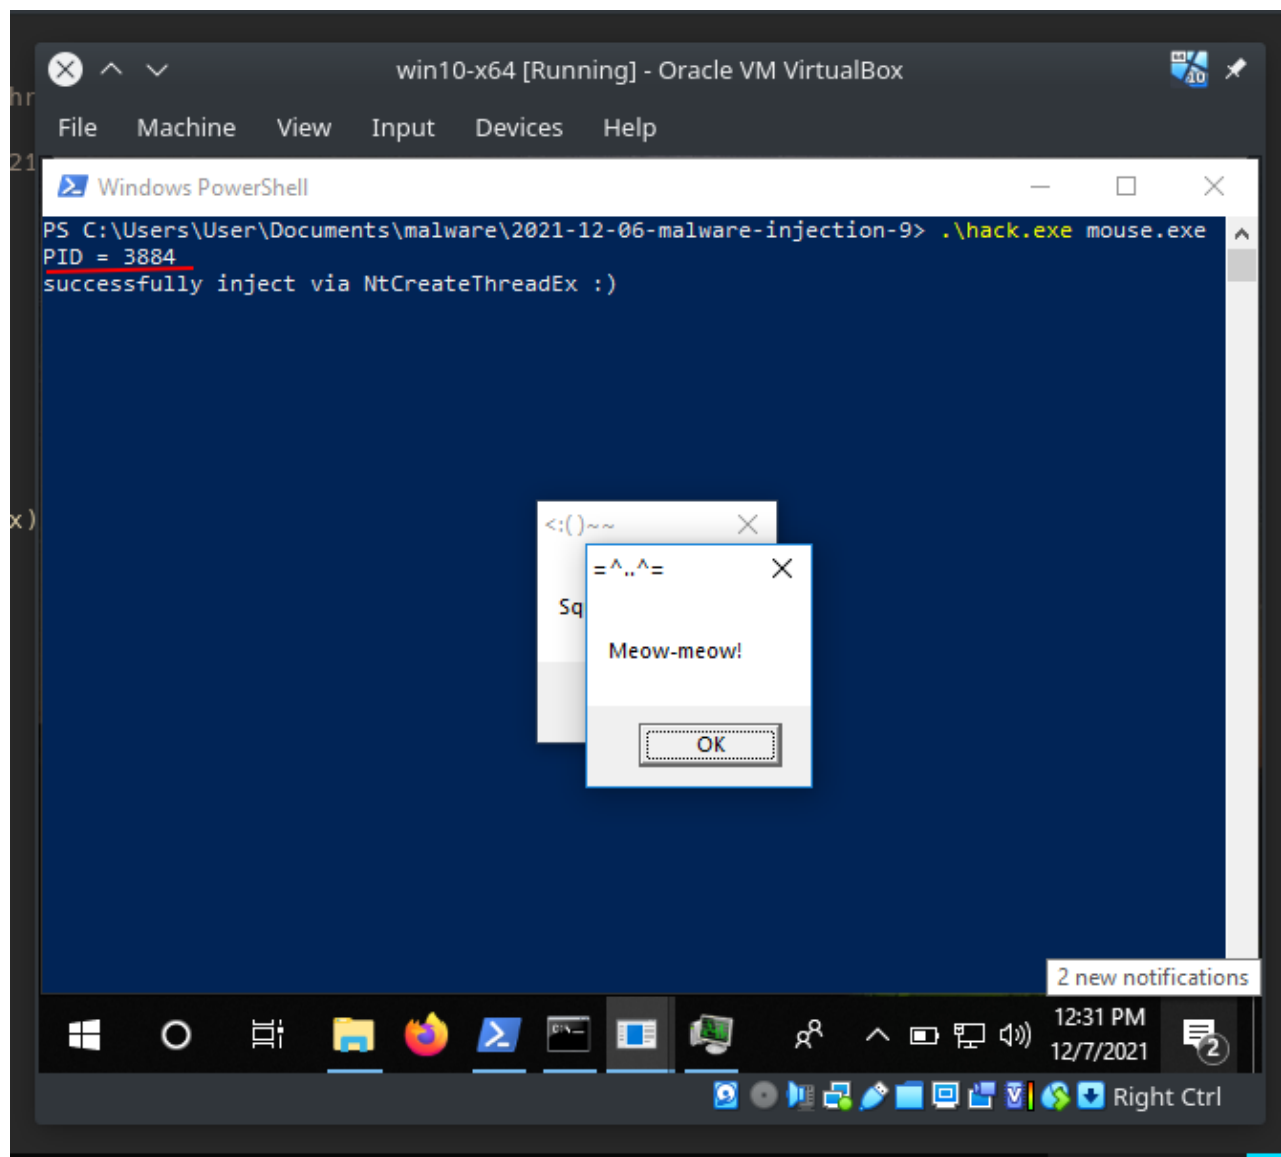 win10-x64 [Running] - Oracle VM VirtualBox
hr
File Machine View Input Devices Help
21
Windows PowerShell
PS C:\Users\User\Documents\malware\2021-12-06-malware-injection-9> .\hack.exe mouse.exe
PID = 3884
successfully inject via NtCreateThreadEx :)
x)
<:()~~
=^..^=
Sq
Meow-meow!
OK
2 new notifications
12:31 PM
12/7/2021
2
Right Ctrl